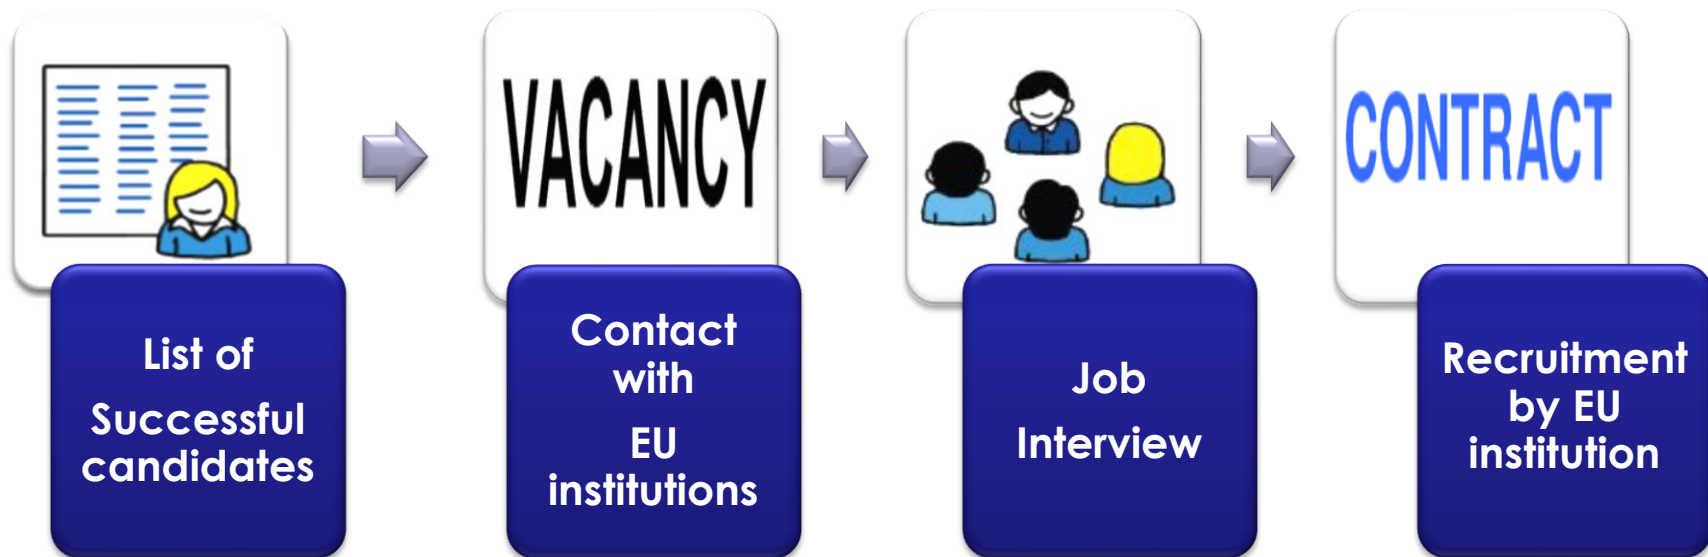 VACANCY
CONTRACT
List of
Successful
candidates
Contact
with
EU
institutions
Job
Interview
Recruitment
by EU
institution